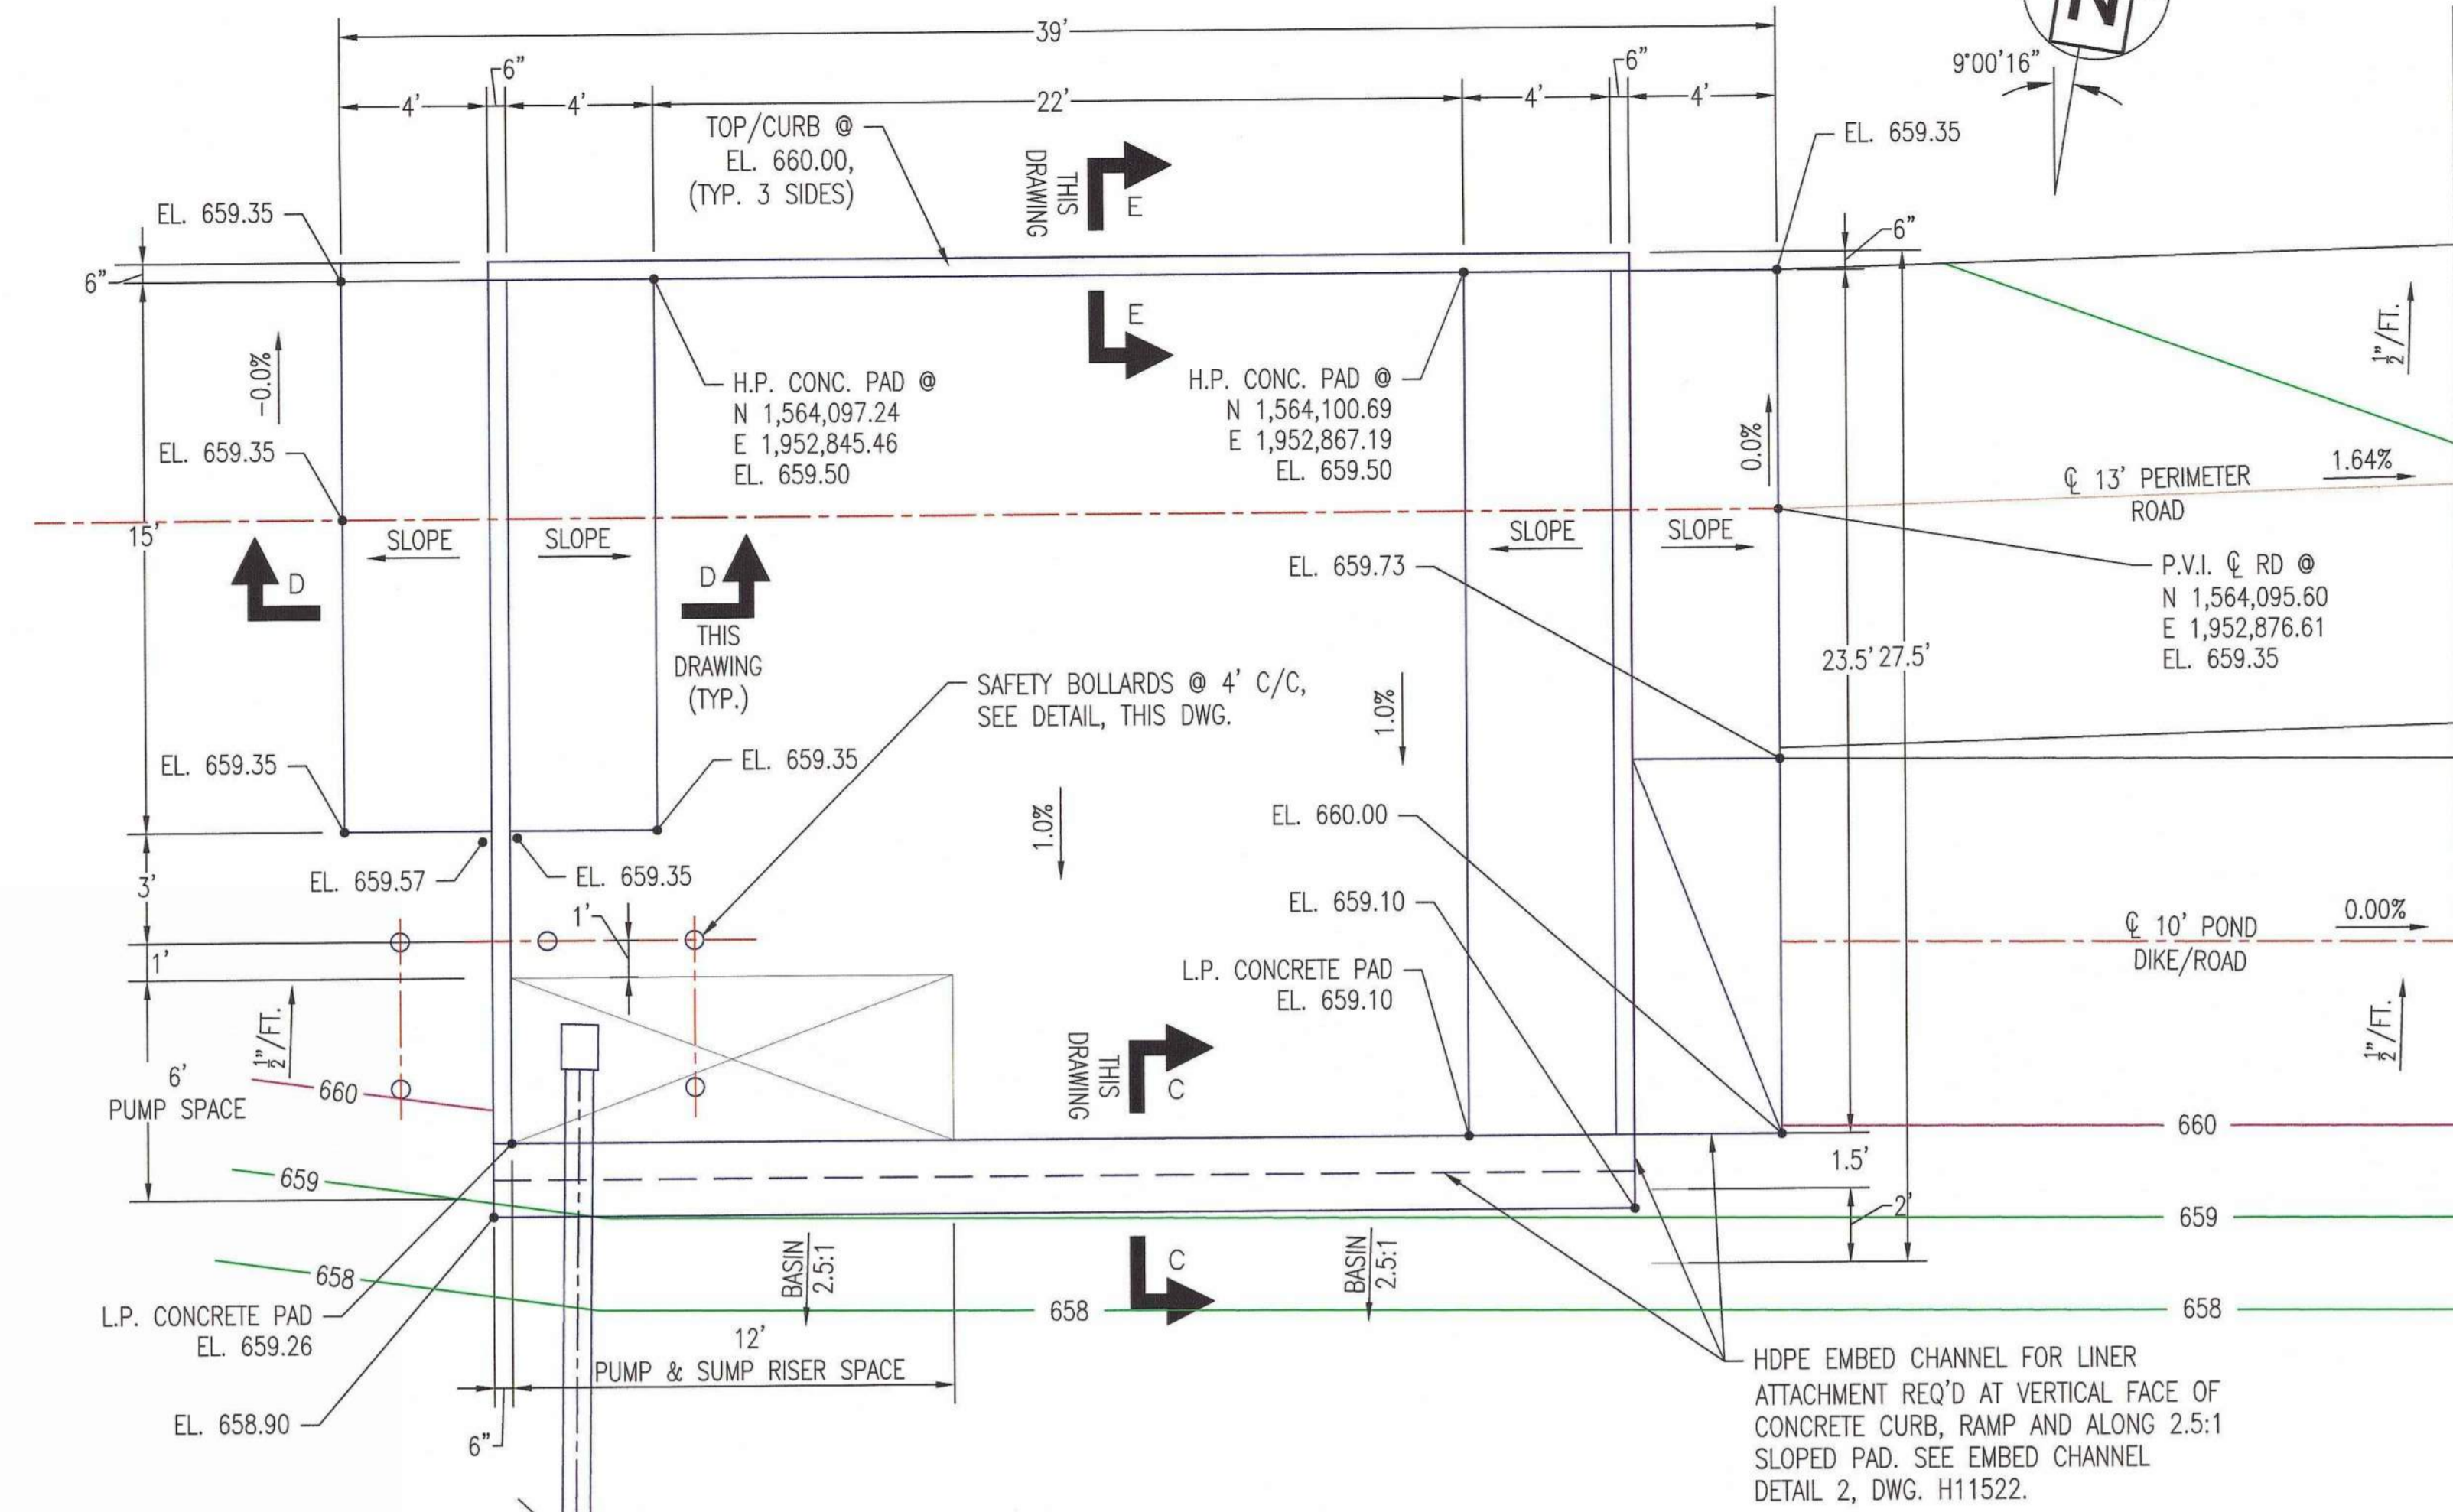 39'
N
9°00'16"
6"
6"
4'
4'
22'
4'
4'
TOP/CURB @
EL. 660.00,
(TYP. 3 SIDES)
THIS
DRAWING
E
EL. 659.35
EL. 659.35
6"
6"
E
-0.0%
H.P. CONC. PAD @
N 1,564,097.24
E 1,952,845.46
EL. 659.50
H.P. CONC. PAD @
N 1,564,100.69
E 1,952,867.19
EL. 659.50
0.0%
1/2"/FT.
EL. 659.35
℄ 13' PERIMETER
ROAD
1.64%
15'
SLOPE
SLOPE
SLOPE
SLOPE
D
D
THIS
DRAWING
(TYP.)
EL. 659.73
P.V.I. ℄ RD @
N 1,564,095.60
E 1,952,876.61
EL. 659.35
23.5'
27.5'
SAFETY BOLLARDS @ 4' C/C,
SEE DETAIL, THIS DWG.
1.0%
EL. 659.35
EL. 659.35
1.0%
EL. 660.00
EL. 659.57
EL. 659.35
3'
1'
EL. 659.10
℄ 10' POND
DIKE/ROAD
0.00%
1'
L.P. CONCRETE PAD
EL. 659.10
1/2"/FT.
1/2"/FT.
THIS
DRAWING
C
6'
PUMP SPACE
660
660
1.5'
659
2'
659
C
658
BASIN
2.5:1
BASIN
2.5:1
658
658
L.P. CONCRETE PAD
EL. 659.26
12'
PUMP & SUMP RISER SPACE
EL. 658.90
6"
HDPE EMBED CHANNEL FOR LINER
ATTACHMENT REQ'D AT VERTICAL FACE OF
CONCRETE CURB, RAMP AND ALONG 2.5:1
SLOPED PAD. SEE EMBED CHANNEL
DETAIL 2, DWG. H11522.